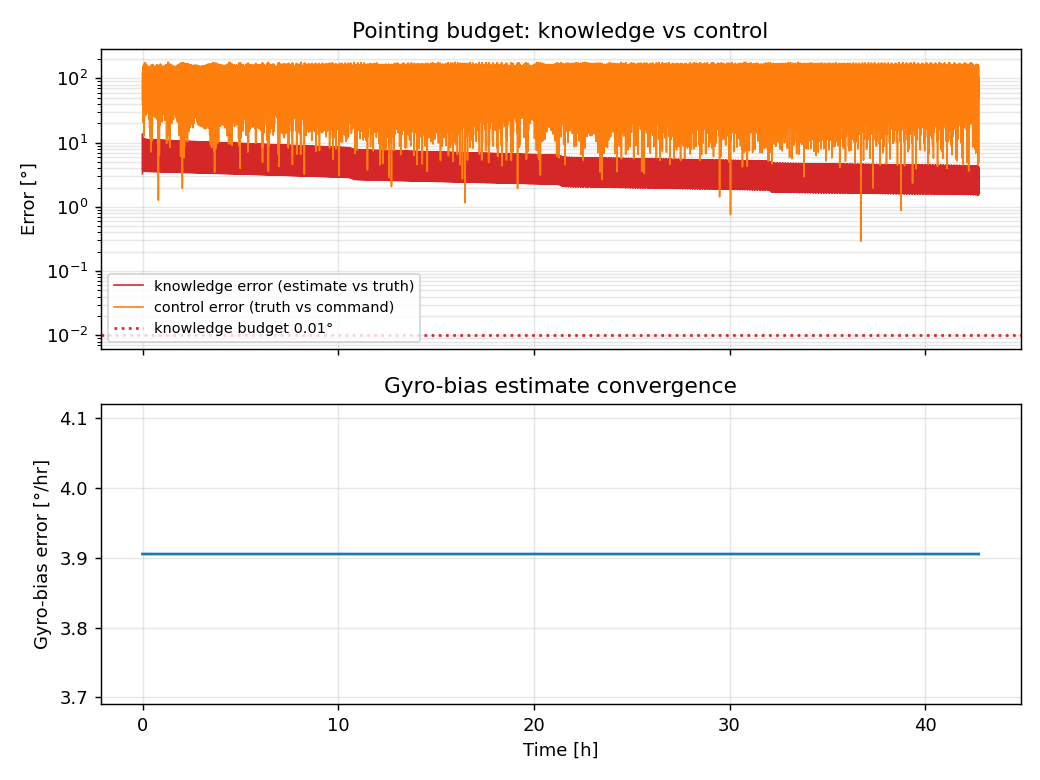 Pointing budget: knowledge vs control
10²
10¹
10⁰
10⁻¹
10⁻²
Error [°]
knowledge error (estimate vs truth)
control error (truth vs command)
knowledge budget 0.01°
Gyro-bias estimate convergence
4.1
4.0
3.9
3.8
3.7
Gyro-bias error [°/hr]
0 10 20 30 40
Time [h]